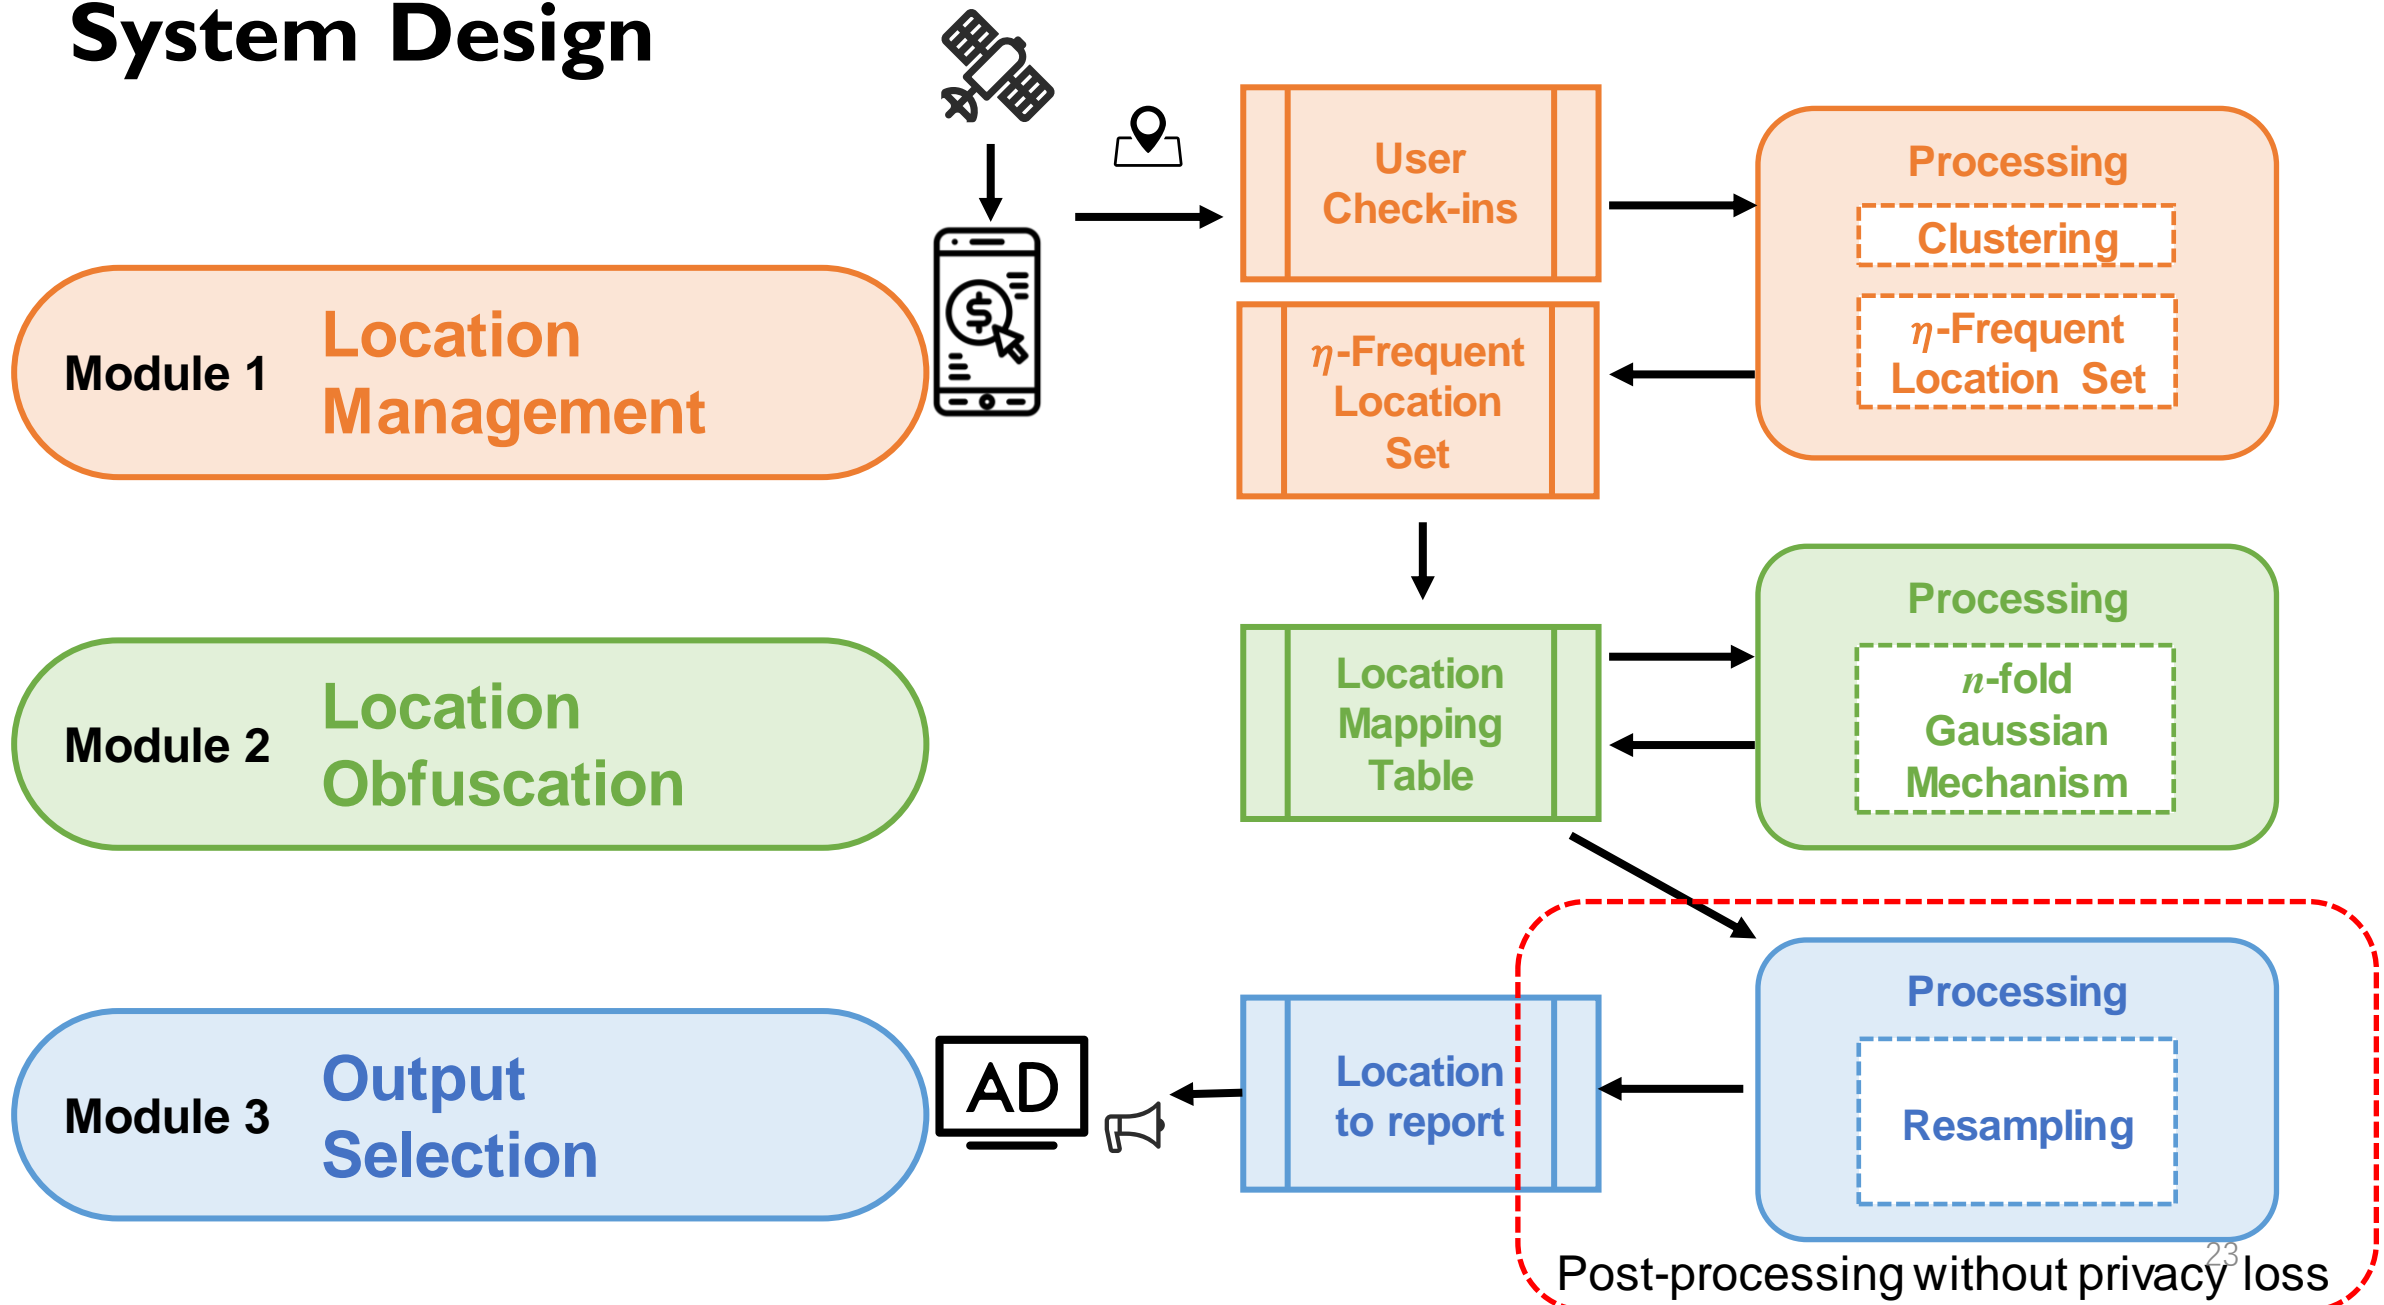 System Design
User
Check-ins
Processing
Clustering
η-Frequent
Location Set
Module 1
Location
Management
η-Frequent
Location
Set
Module 2
Location
Obfuscation
Location
Mapping
Table
Processing
n-fold
Gaussian
Mechanism
Module 3
Output
Selection
AD
Location
to report
Processing
Resampling
Post-processing without privacy loss
23